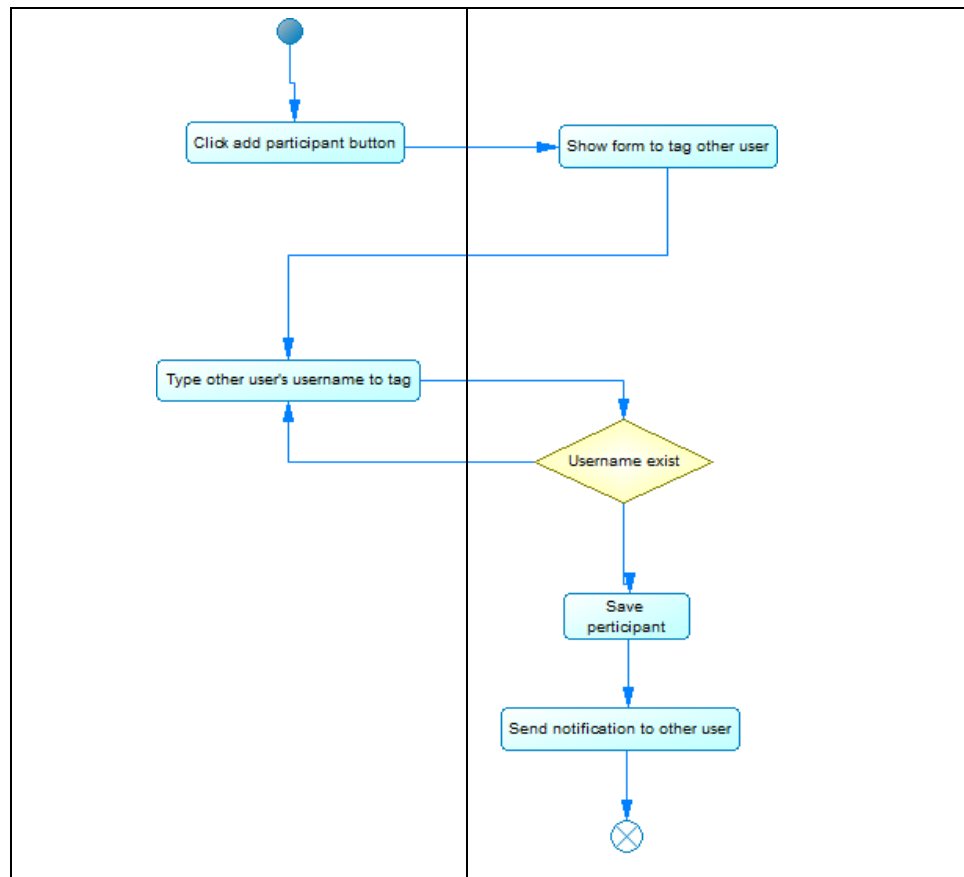 Click add participant button
Show form to tag other user
Type other user's username to tag
Username exist
Save
perticipant
Send notification to other user